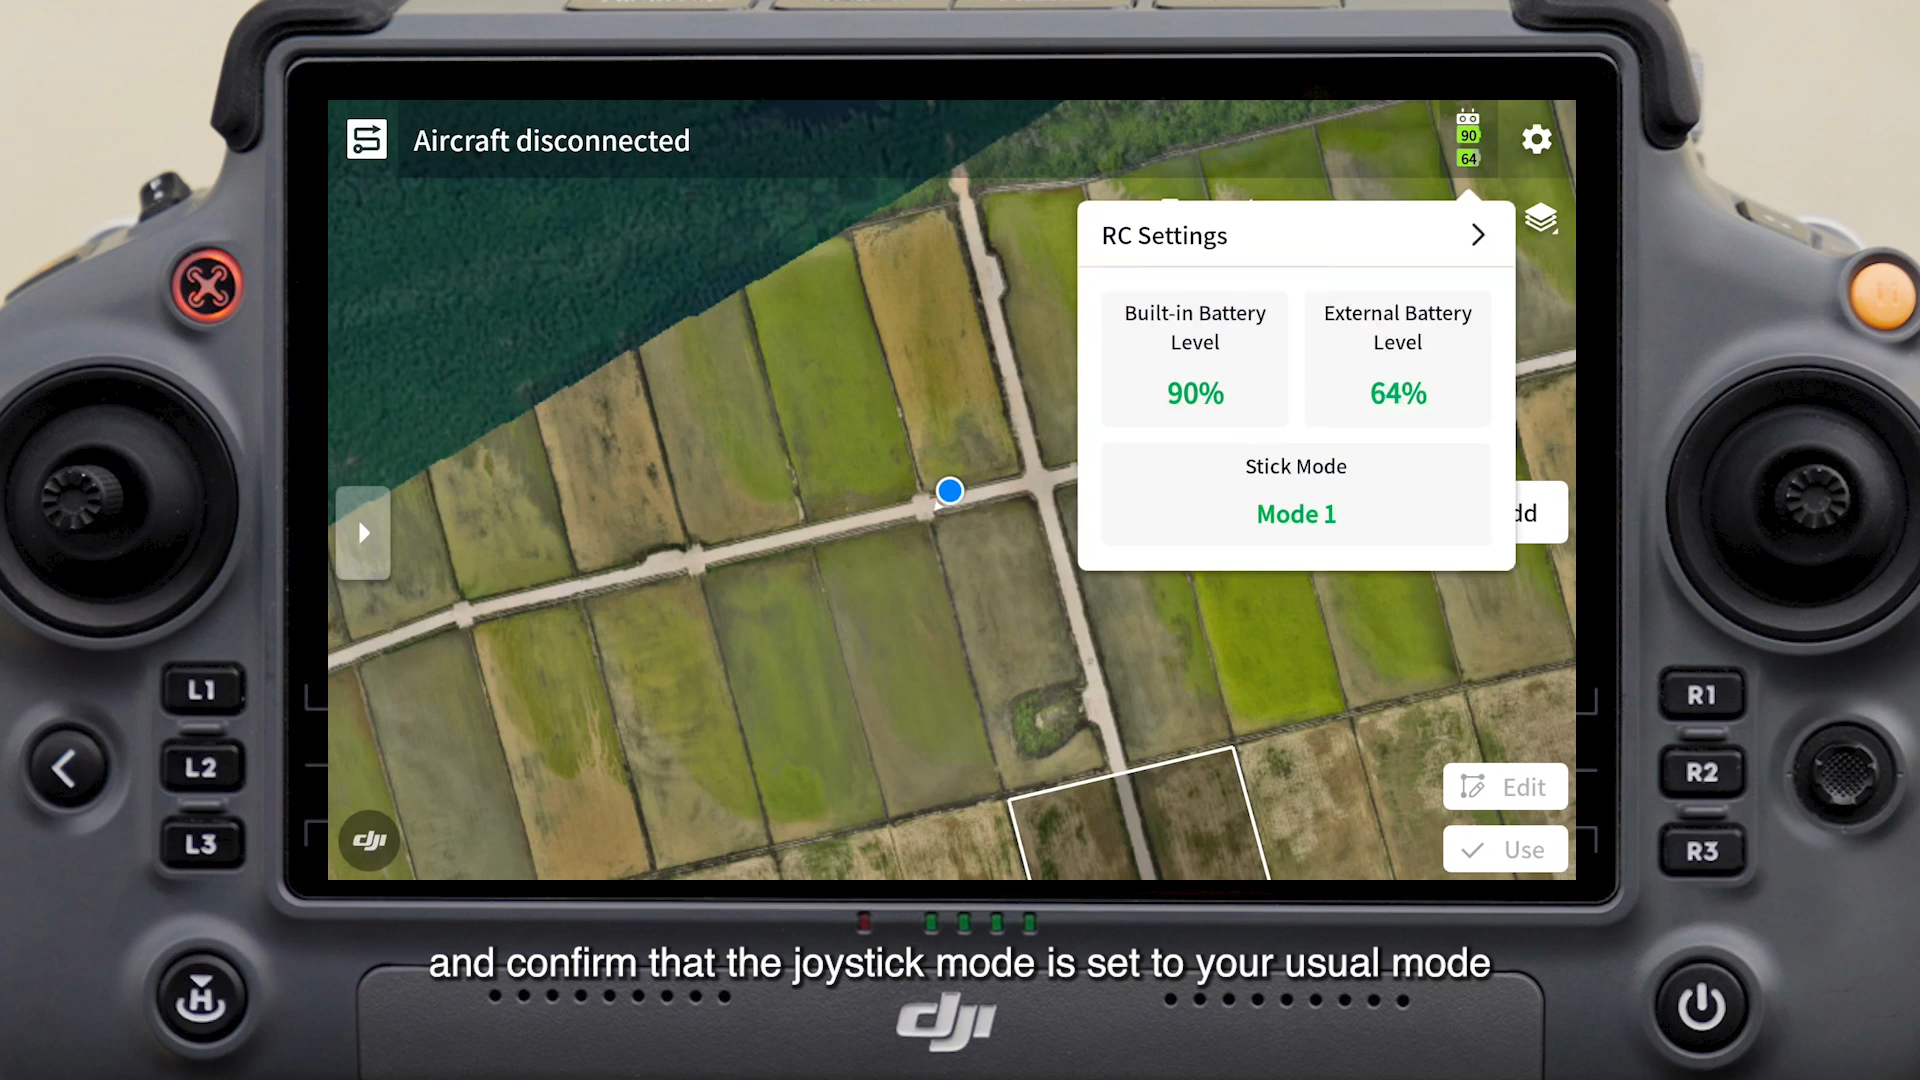 Aircraft disconnected
90
64
RC Settings
Built-in Battery
Level
90%
External Battery
Level
64%
Stick Mode
Mode 1
dd
Edit
Use
L1
L2
L3
R1
R2
R3
H
dji
and confirm that the joystick mode is set to your usual mode
dji